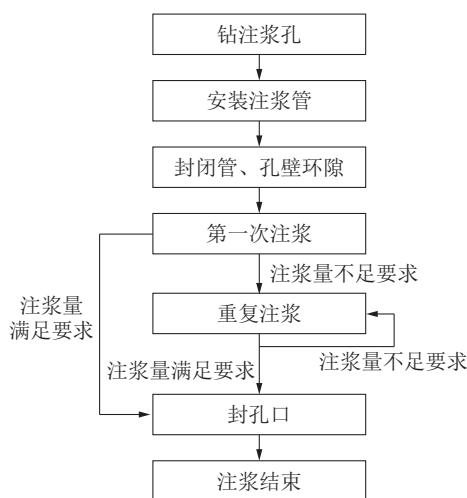 钻注浆孔
安装注浆管
封闭管、孔壁环隙
第一次注浆
注浆量不足要求
注浆量
满足要求
重复注浆
注浆量不足要求
注浆量满足要求
封孔口
注浆结束